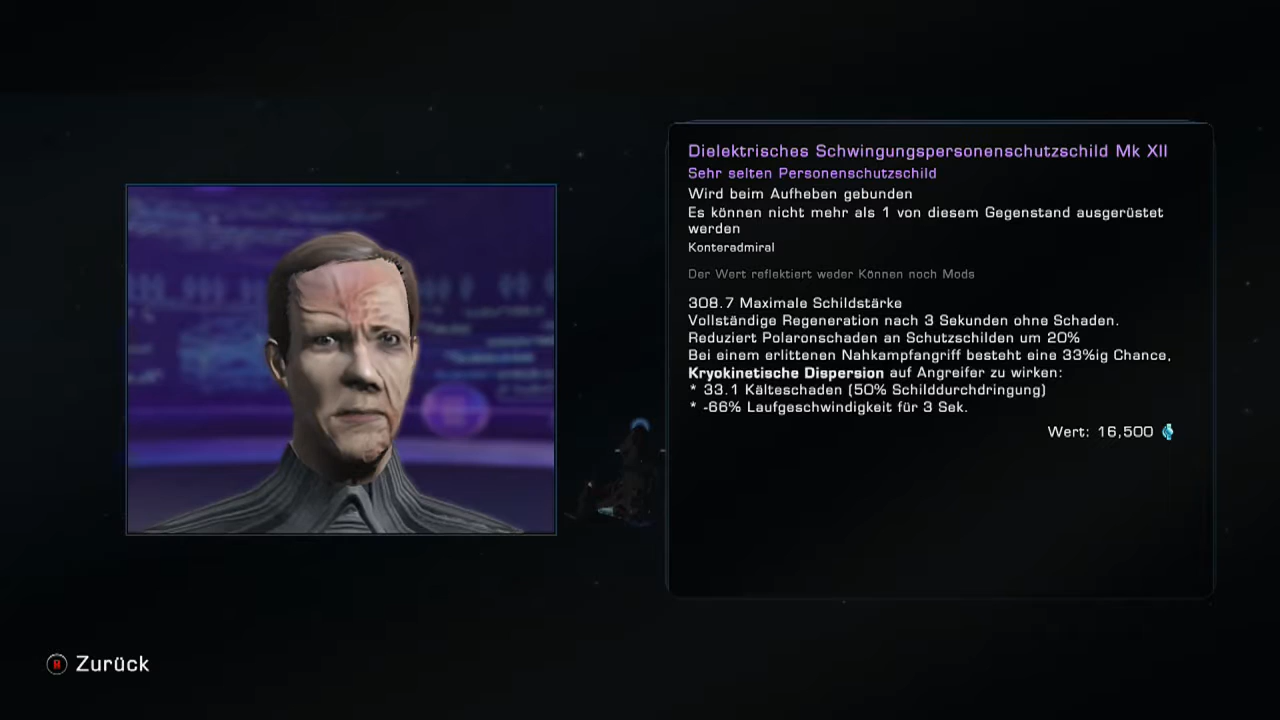 Dielektrisches Schwingungspersonenschutzschild Mk XII
Sehr selten Personenschutzschild
Wird beim Aufheben gebunden
Es können nicht mehr als 1 von diesem Gegenstand ausgerüstet
werden
Konteradmiral
Der Wert reflektiert weder Können noch Mods
308.7 Maximale Schildstärke
Vollständige Regeneration nach 3 Sekunden ohne Schaden.
Reduziert Polaronschaden an Schutzschilden um 20%
Bei einem erlittenen Nahkampfangriff besteht eine 33%ig Chance,
Kryokinetische Dispersion auf Angreifer zu wirken:
* 33.1 Kälteschaden (50% Schilddurchdringung)
* -66% Laufgeschwindigkeit für 3 Sek.
Wert: 16,500
Zurück